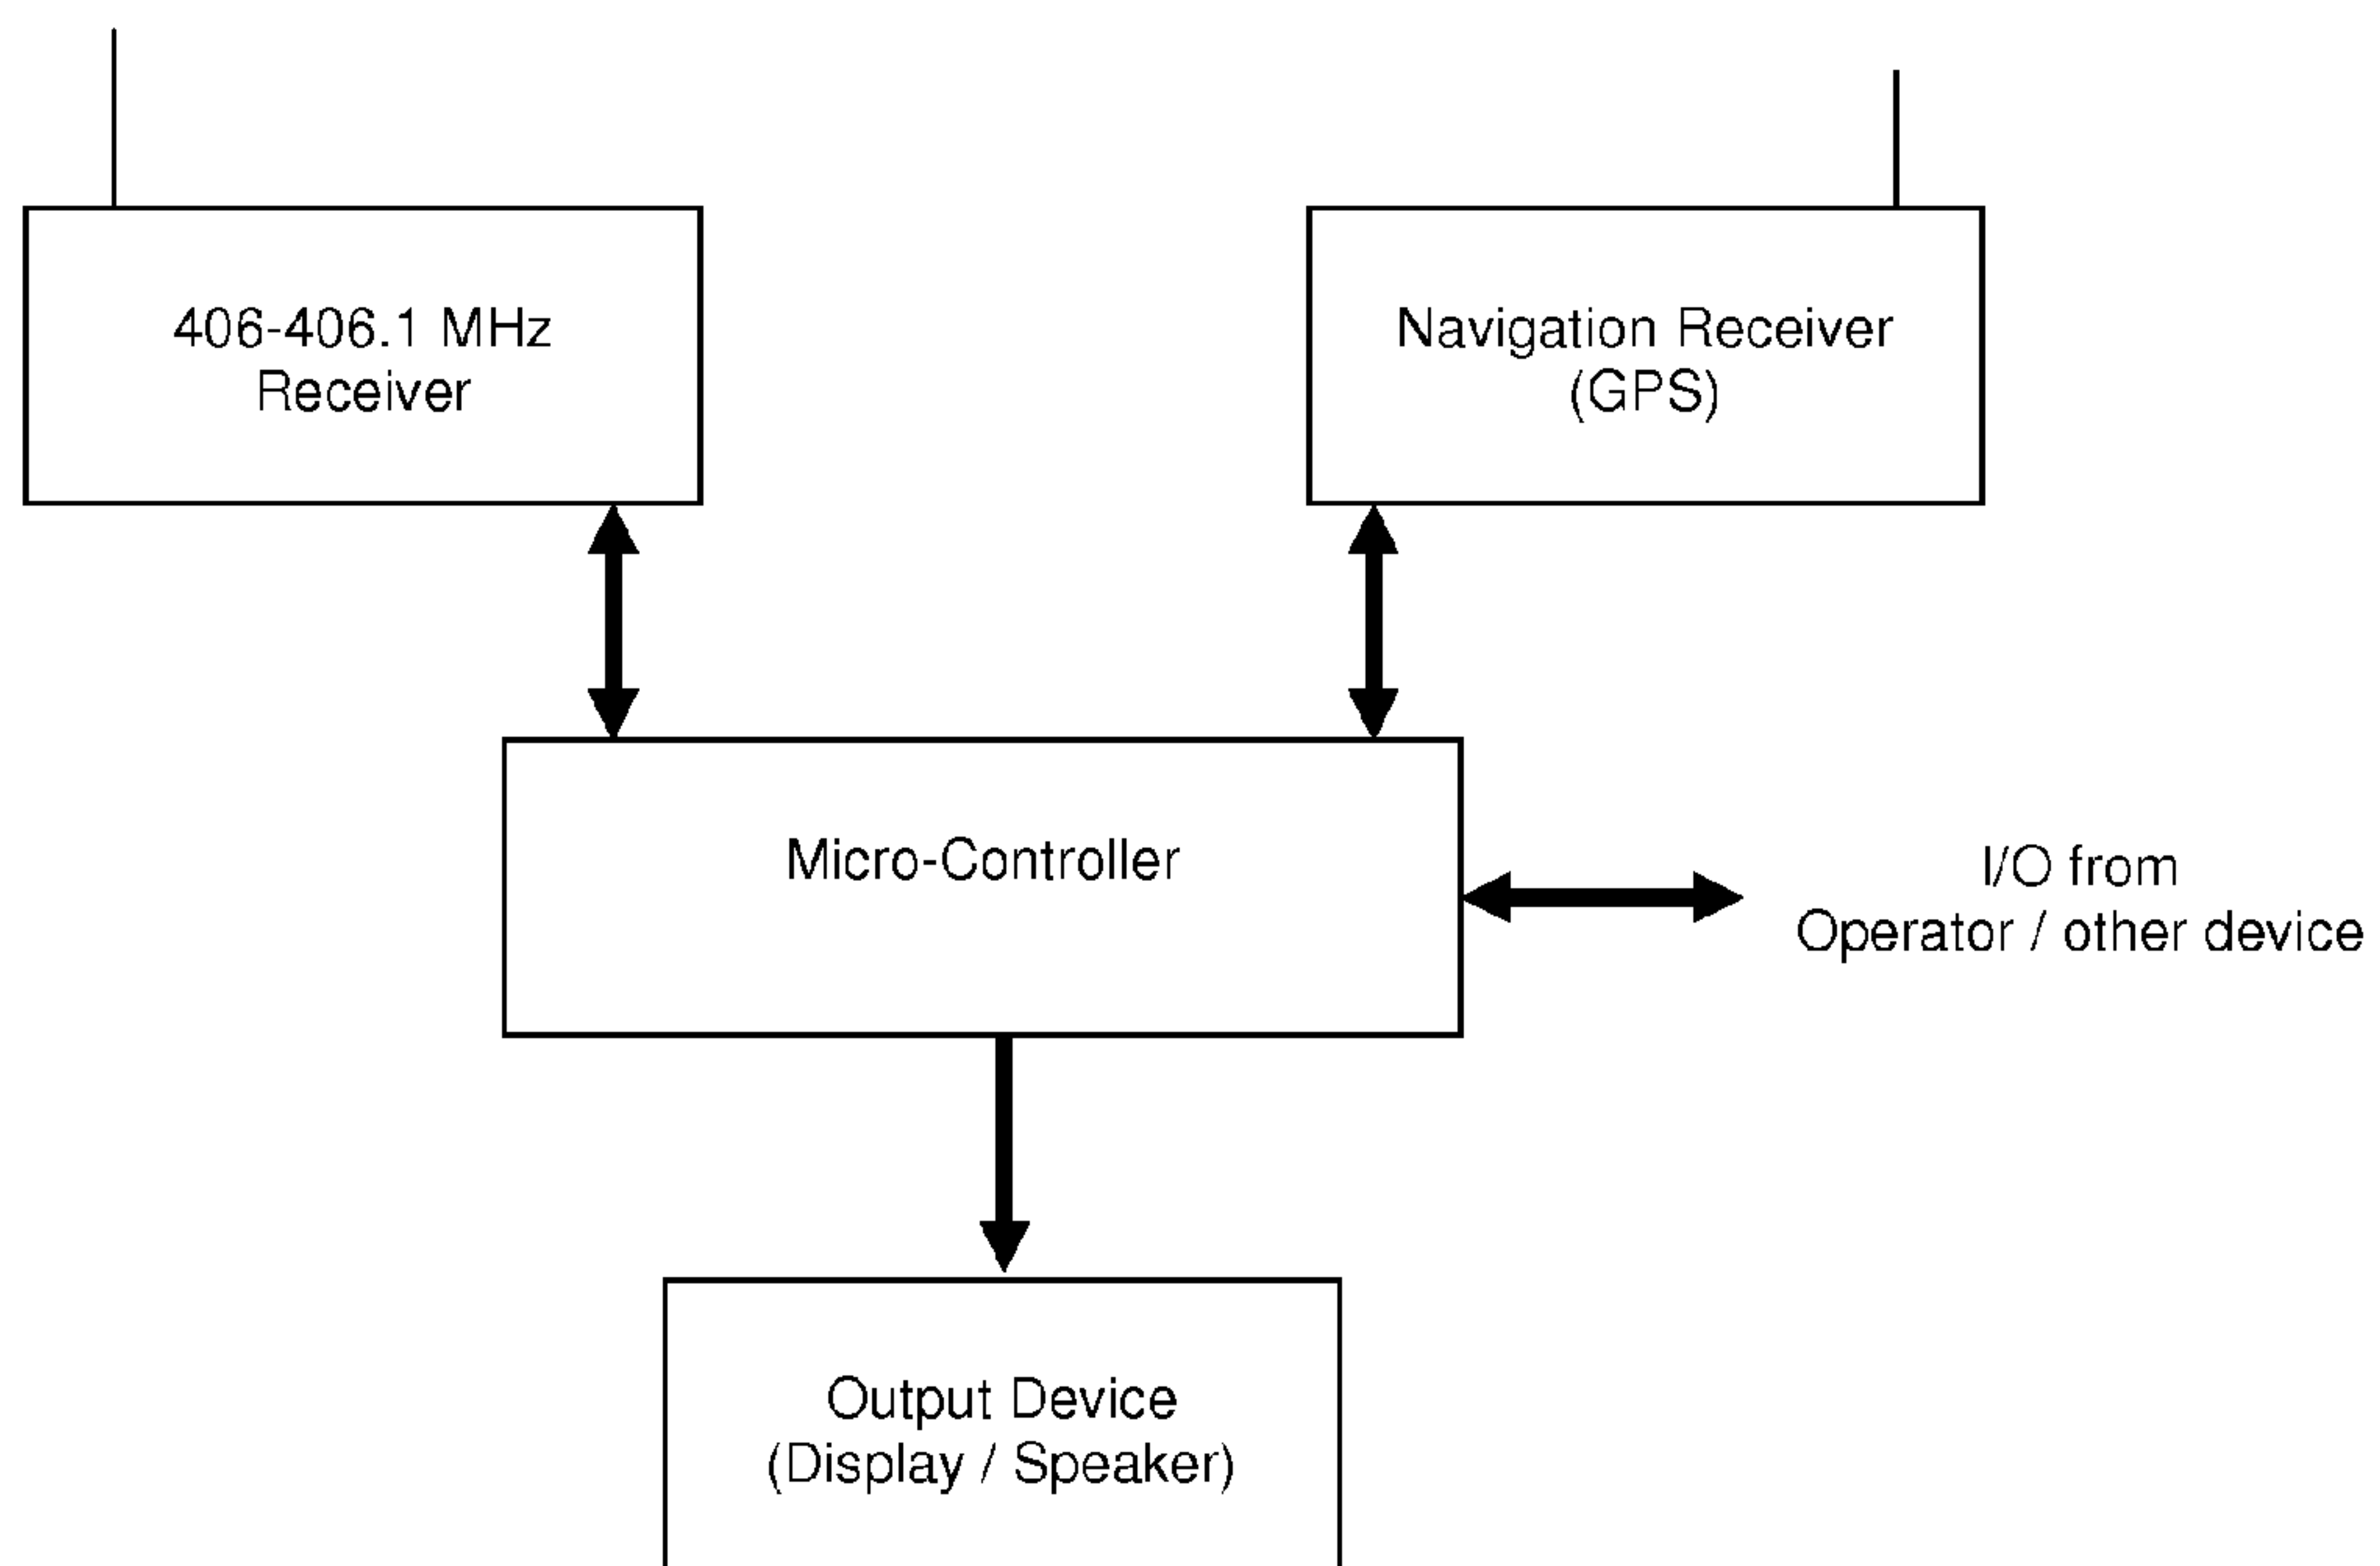 406-406.1 MHz
Receiver
Navigation Receiver
(GPS)
Micro-Controller
I/O from
Operator / other device
Output Device
(Display / Speaker)